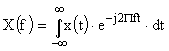 X(f) = ∫_{-∞}^{∞} x(t) · e^{-j2Πft} · dt